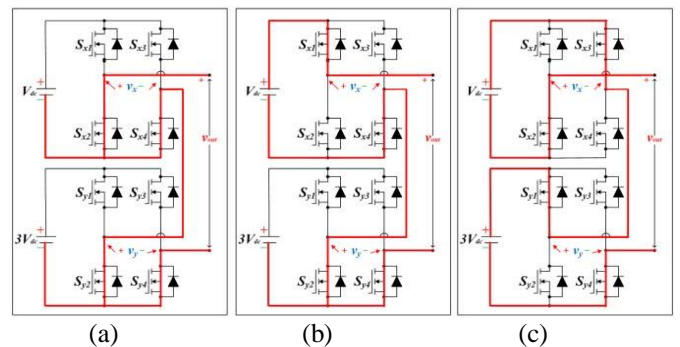 Sx1 Sx3
Vdc + − + vx − + vout
Sx2 Sx4
Sy1 Sy3
3Vdc + − + vy − −
Sy2 Sy4
Sx1 Sx3
Vdc + − + vx − + vout
Sx2 Sx4
Sy1 Sy3
3Vdc + − + vy − −
Sy2 Sy4
Sx1 Sx3
Vdc + − + vx − + vout
Sx2 Sx4
Sy1 Sy3
3Vdc + − + vy − −
Sy2 Sy4
(a) (b) (c)